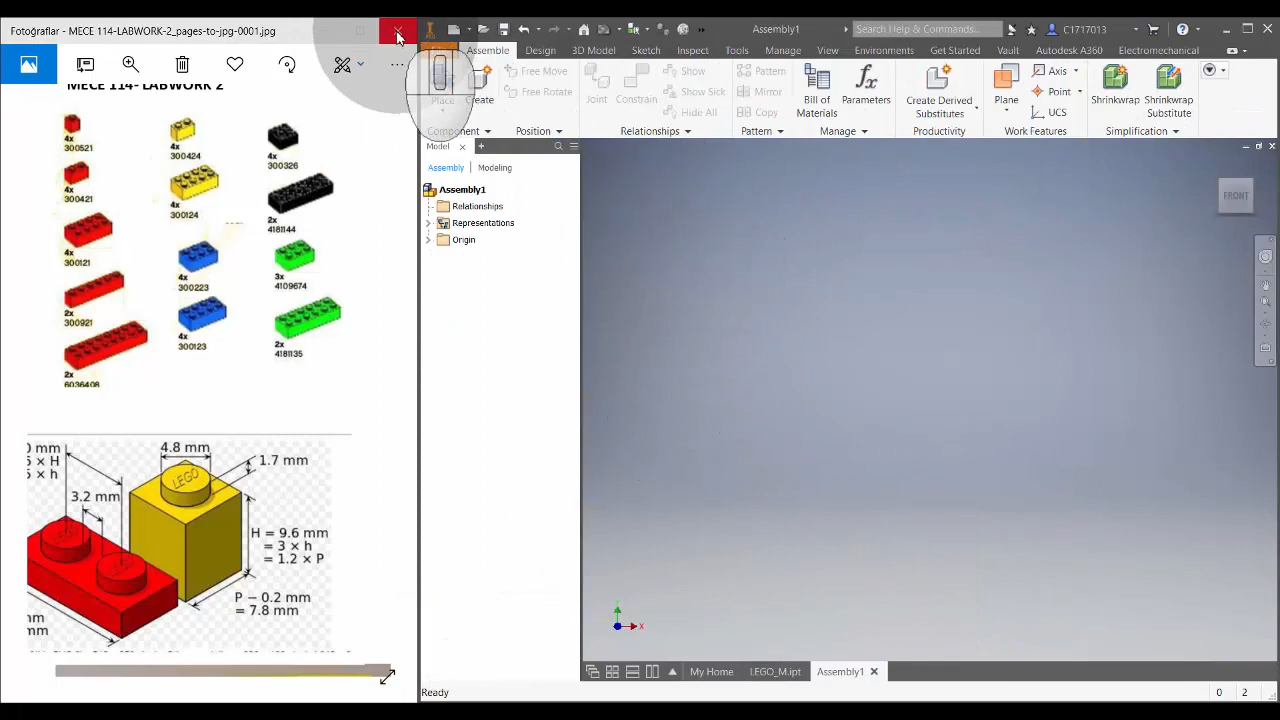 Fotoğraflar - MECE 114-LABWORK-2_pages-to-jpg-0001.jpg
MECE 114- LABWORK 2
4x
300521
4x
300424
4x
300326
4x
300421
4x
300124
2x
4181144
4x
300121
4x
300223
3x
4109674
2x
300921
4x
300123
2x
4181135
2x
6036408
0 mm
4.8 mm
1.7 mm
3.2 mm
LEGO
H = 9.6 mm
= 3 × h
= 1.2 × P
P − 0.2 mm
= 7.8 mm
Assembly1
Search Help & Commands...
C1717013
Assemble
Design
3D Model
Sketch
View
Environments
Get Started
Vault
Autodesk A360
Electromechanical
Place
Create
Free Move
Free Rotate
Joint
Constrain
Show
Show Sick
Hide All
Pattern
Mirror
Copy
Bill of
Materials
Parameters
Create Derived
Substitutes
Plane
Axis
Point
UCS
Shrinkwrap
Shrinkwrap
Substitute
Component
Position
Relationships
Pattern
Manage
Productivity
Work Features
Simplification
Model
Assembly
Modeling
Assembly1
Relationships
Representations
Origin
FRONT
X
My Home
LEGO_M.ipt
Assembly1
Ready
0
2